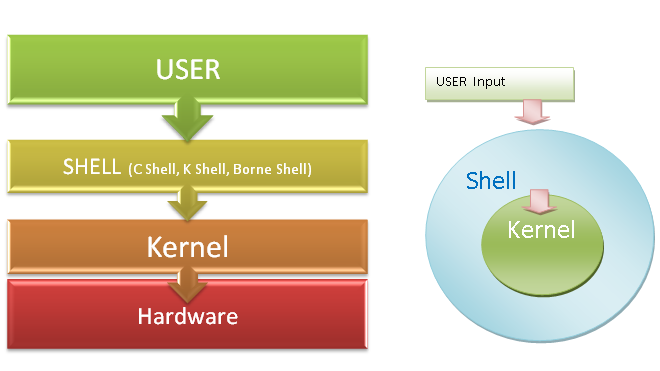 USER
SHELL (C Shell, K Shell, Borne Shell)
Kernel
Hardware
USER Input
Shell
Kernel